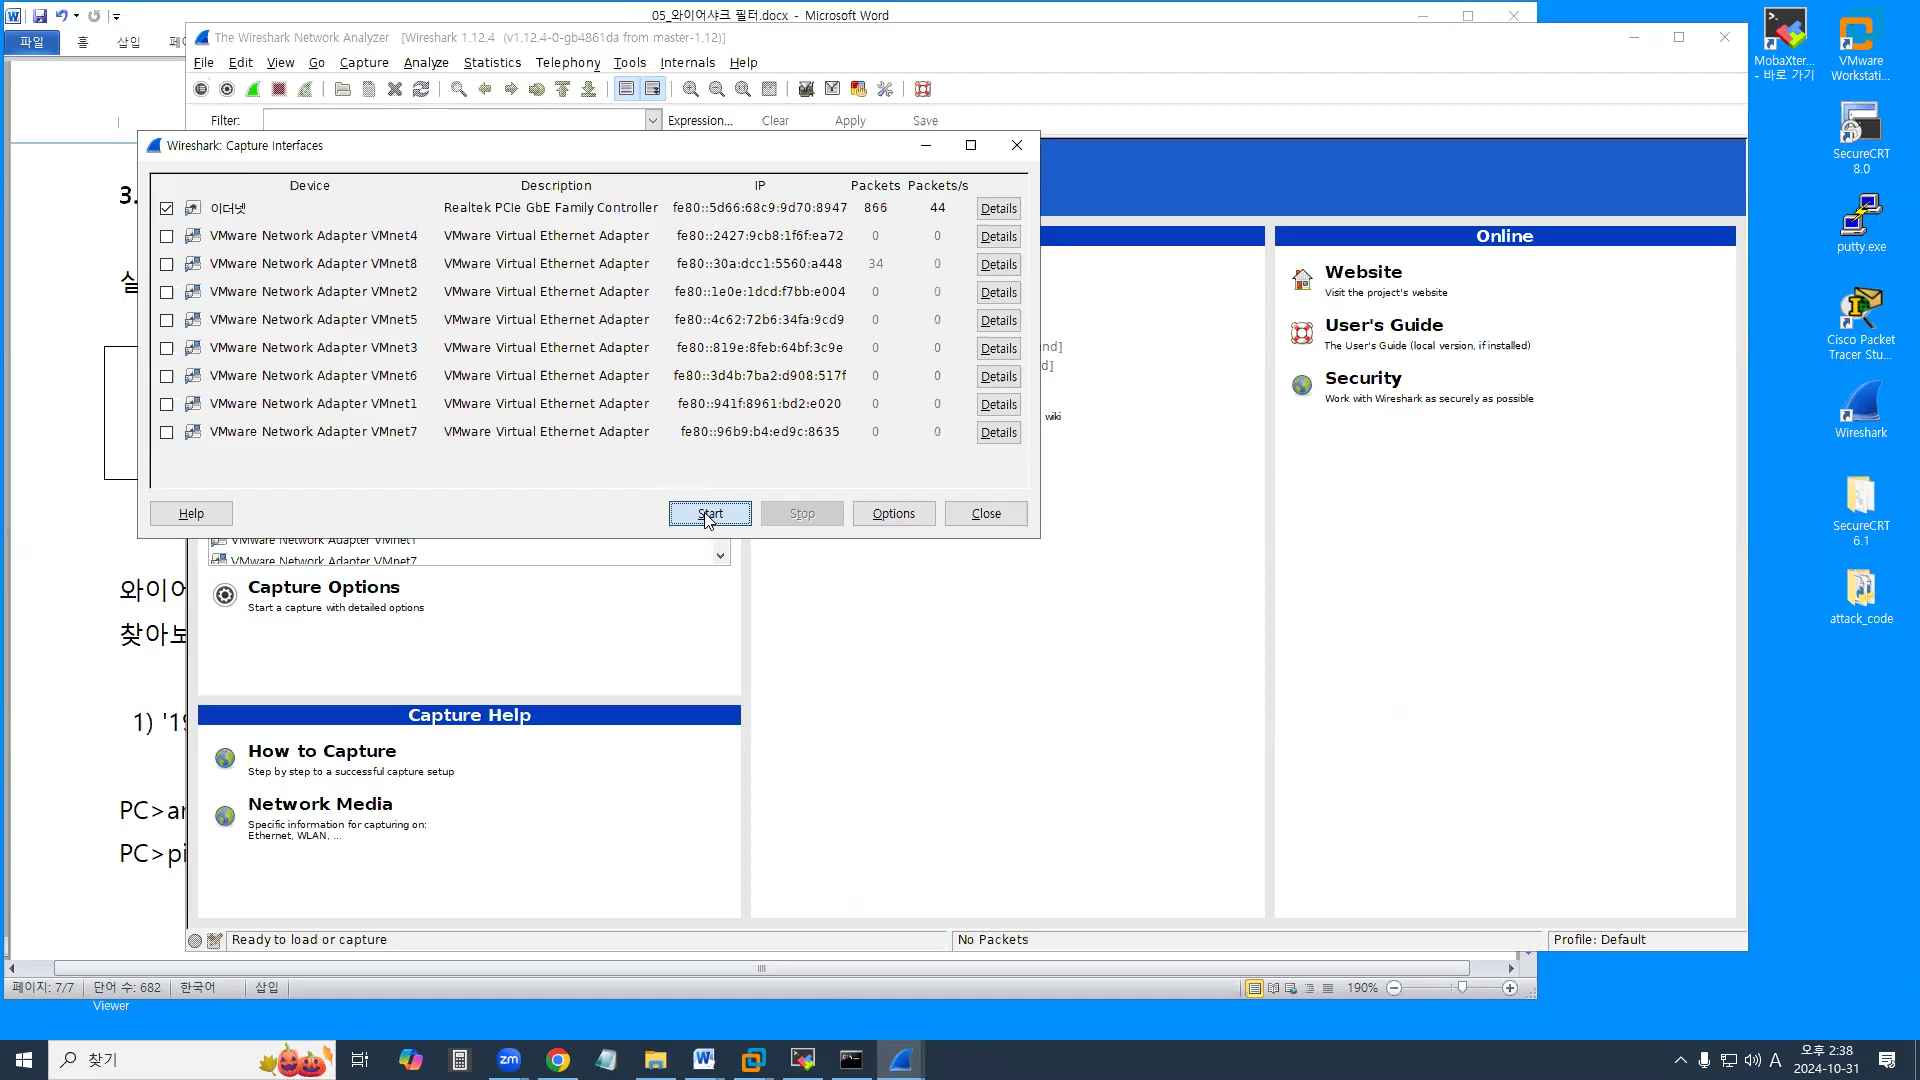 05_와이어샤크 필터.docx - Microsoft Word
파일
홈
삽입
The Wireshark Network Analyzer [Wireshark 1.12.4 (v1.12.4-0-gb4861da from master-1.12)]
File Edit View Go Capture Analyze Statistics Telephony Tools Internals Help
Filter: Expression... Clear Apply Save
Wireshark: Capture Interfaces
Device Description IP Packets Packets/s
이더넷 Realtek PCIe GbE Family Controller fe80::5d66:68c9:9d70:8947 866 44 Details
VMware Network Adapter VMnet4 VMware Virtual Ethernet Adapter fe80::2427:9cb8:1f6f:ea72 0 0 Details
VMware Network Adapter VMnet8 VMware Virtual Ethernet Adapter fe80::30a:dcc1:5560:a448 34 0 Details
VMware Network Adapter VMnet2 VMware Virtual Ethernet Adapter fe80::1e0e:1dcd:f7bb:e004 0 0 Details
VMware Network Adapter VMnet5 VMware Virtual Ethernet Adapter fe80::4c62:72b6:34fa:9cd9 0 0 Details
VMware Network Adapter VMnet3 VMware Virtual Ethernet Adapter fe80::819e:8feb:64bf:3c9e 0 0 Details
VMware Network Adapter VMnet6 VMware Virtual Ethernet Adapter fe80::3d4b:7ba2:d908:517f 0 0 Details
VMware Network Adapter VMnet1 VMware Virtual Ethernet Adapter fe80::941f:8961:bd2:e020 0 0 Details
VMware Network Adapter VMnet7 VMware Virtual Ethernet Adapter fe80::96b9:b4:ed9c:8635 0 0 Details
Help Start Stop Options Close
VMware Network Adapter VMnet1
VMware Network Adapter VMnet7
Capture Options
Start a capture with detailed options
Capture Help
How to Capture
Step by step to a successful capture setup
Network Media
Specific information for capturing on:
Ethernet, WLAN, ...
wiki
Online
Website
Visit the project's website
User's Guide
The User's Guide (local version, if installed)
Security
Work with Wireshark as securely as possible
Ready to load or capture
No Packets
Profile: Default
3.
와이어
찾아보
1) '19
PC>ar
PC>pi
페이지: 7/7 단어 수: 682 한국어 삽입
190%
Viewer
MobaXter...
- 바로 가기
VMware
Workstati...
SecureCRT
8.0
putty.exe
Cisco Packet
Tracer Stu...
Wireshark
SecureCRT
6.1
attack_code
찾기
zm
A
오후 2:38
2024-10-31